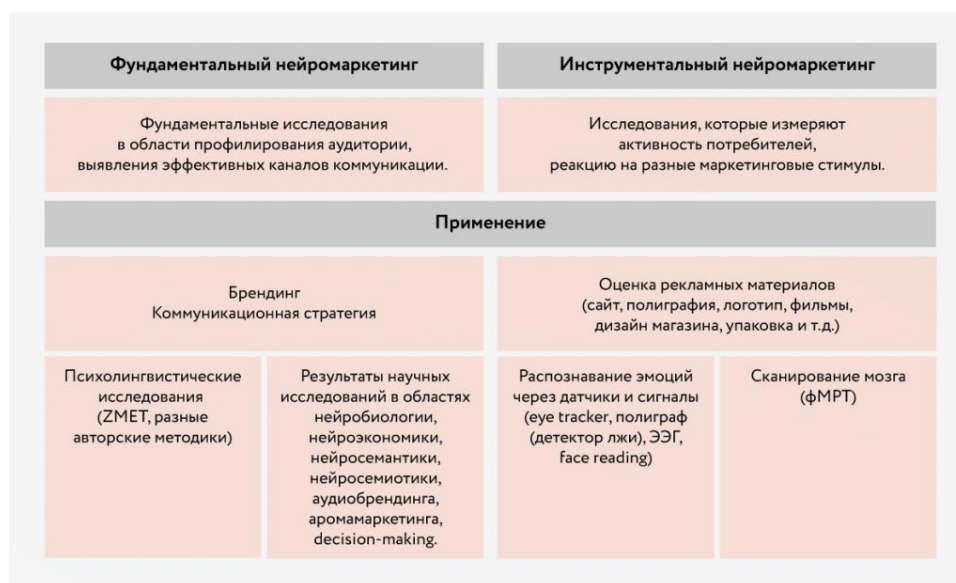 Фундаментальный нейромаркетинг
Инструментальный нейромаркетинг
Фундаментальные исследования
в области профилирования аудитории,
выявления эффективных каналов коммуникации.
Исследования, которые измеряют
активность потребителей,
реакцию на разные маркетинговые стимулы.
Применение
Брендинг
Коммуникационная стратегия
Оценка рекламных материалов
(сайт, полиграфия, логотип, фильмы,
дизайн магазина, упаковка и т.д.)
Психолингвистические
исследования
(ZMET, разные
авторские методики)
Результаты научных
исследований в областях
нейробиологии,
нейроэкономики,
нейросемантики,
нейросемиотики,
аудиобрендинга,
аромамаркетинга,
decision-making.
Распознавание эмоций
через датчики и сигналы
(eye tracker, полиграф
(детектор лжи), ЭЭГ,
face reading)
Сканирование мозга
(фМРТ)